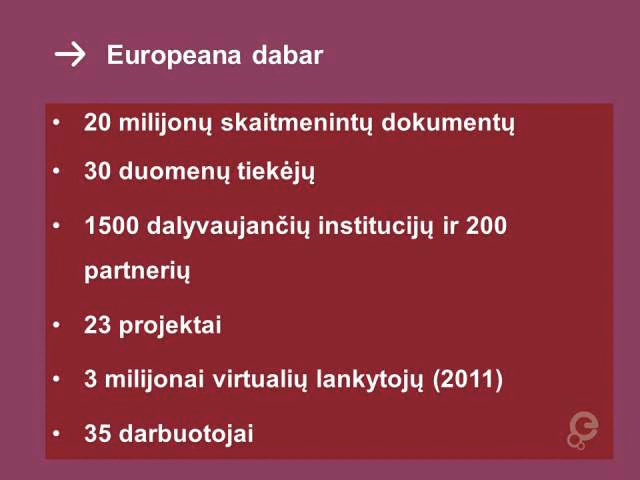 → Europeana dabar
• 20 milijonų skaitmenintų dokumentų
• 30 duomenų tiekėjų
• 1500 dalyvaujančių institucijų ir 200
partnerių
• 23 projektai
• 3 milijonai virtualių lankytojų (2011)
• 35 darbuotojai